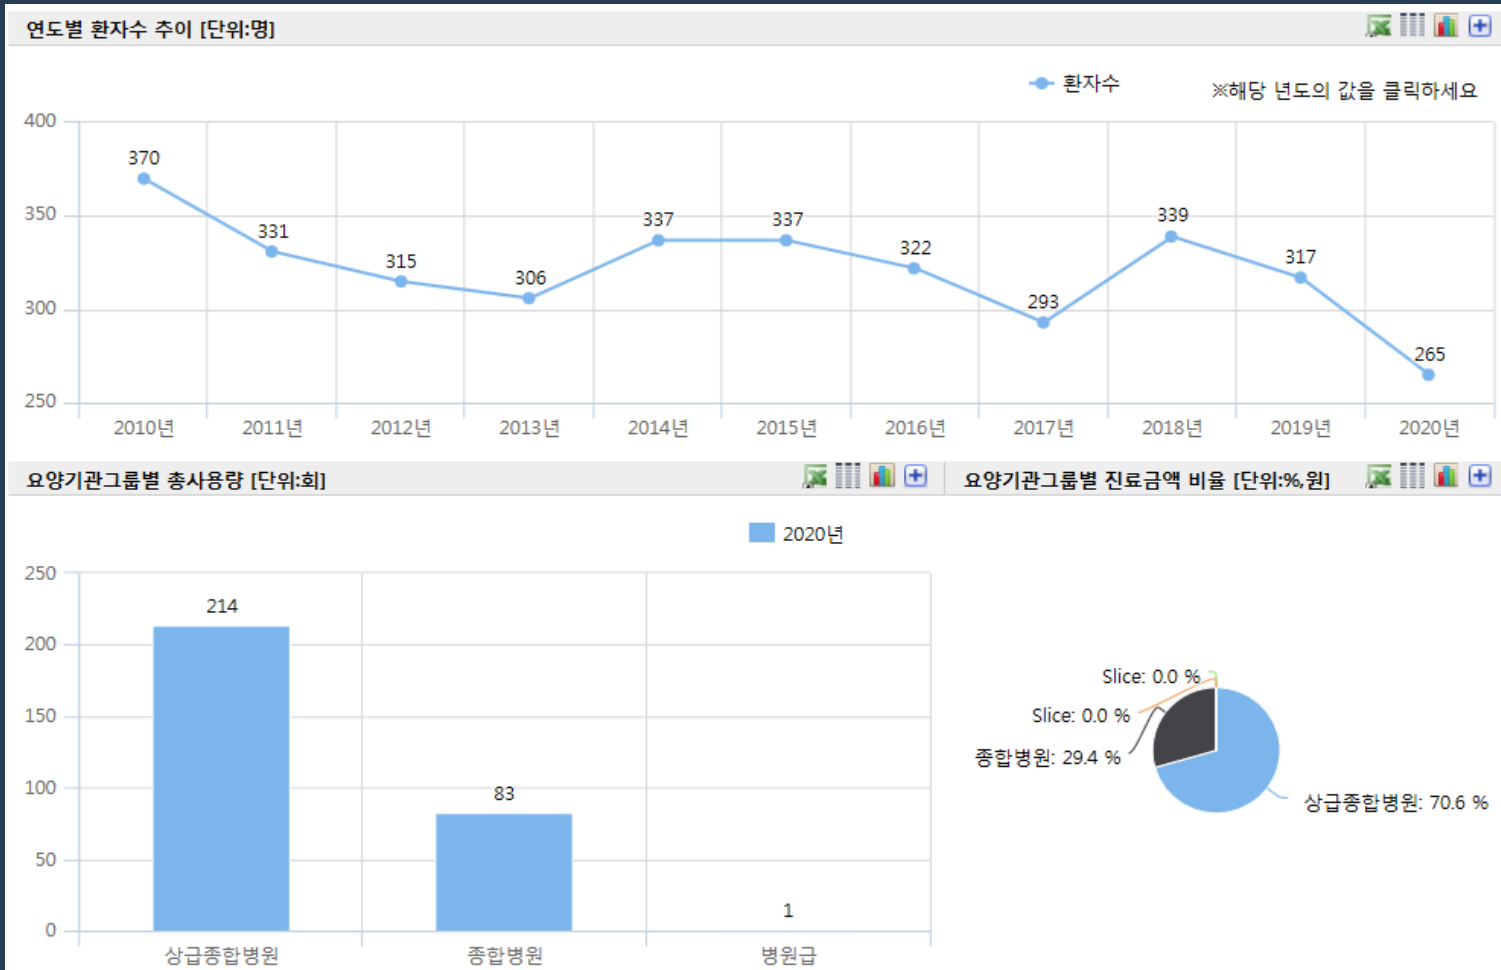 연도별 환자수 추이 [단위:명]
환자수
※해당 년도의 값을 클릭하세요
400
350
300
250
370
331
315
306
337
337
322
293
339
317
265
2010년 2011년 2012년 2013년 2014년 2015년 2016년 2017년 2018년 2019년 2020년
요양기관그룹별 총사용량 [단위:회]
2020년
250
200
150
100
50
0
214
83
1
상급종합병원 종합병원 병원급
요양기관그룹별 진료금액 비율 [단위:%,원]
Slice: 0.0 %
Slice: 0.0 %
종합병원: 29.4 %
상급종합병원: 70.6 %